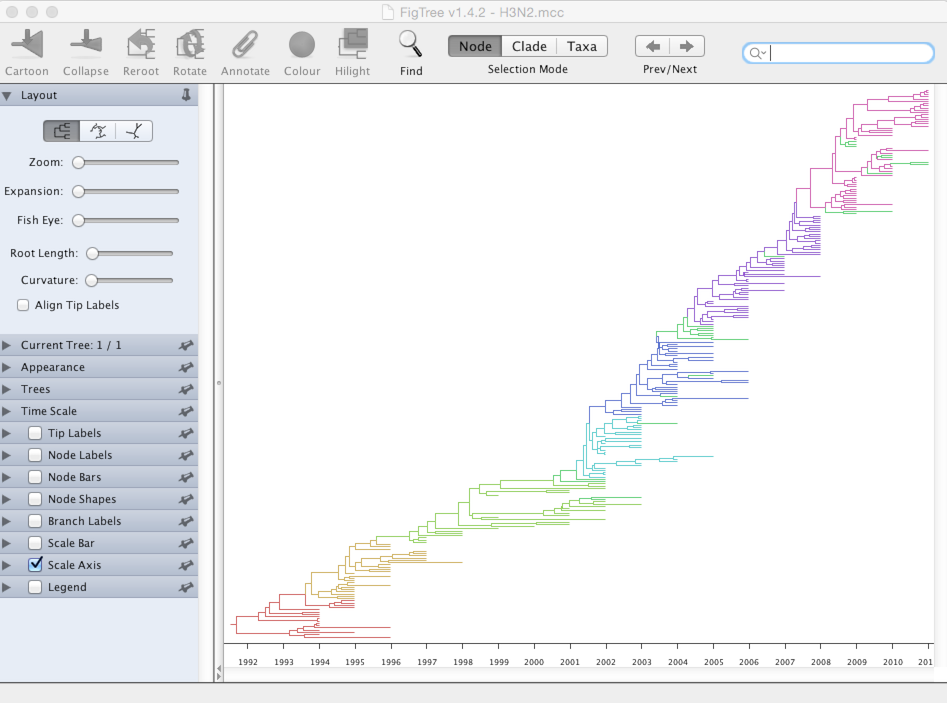 FigTree v1.4.2 - H3N2.mcc
Cartoon Collapse Reroot Rotate Annotate Colour Hilight Find
Node Clade Taxa
Selection Mode
Prev/Next
Layout
Zoom:
Expansion:
Fish Eye:
Root Length:
Curvature:
Align Tip Labels
Current Tree: 1 / 1
Appearance
Trees
Time Scale
Tip Labels
Node Labels
Node Bars
Node Shapes
Branch Labels
Scale Bar
Scale Axis
Legend
1992 1993 1994 1995 1996 1997 1998 1999 2000 2001 2002 2003 2004 2005 2006 2007 2008 2009 2010 201